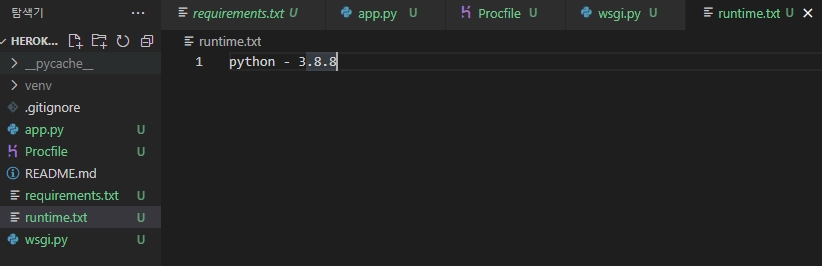 탐색기
HEROK...
__pycache__
venv
.gitignore
app.py U
Procfile U
README.md
requirements.txt U
runtime.txt U
wsgi.py U
requirements.txt U app.py U Procfile U wsgi.py U runtime.txt U
runtime.txt
1 python - 3.8.8